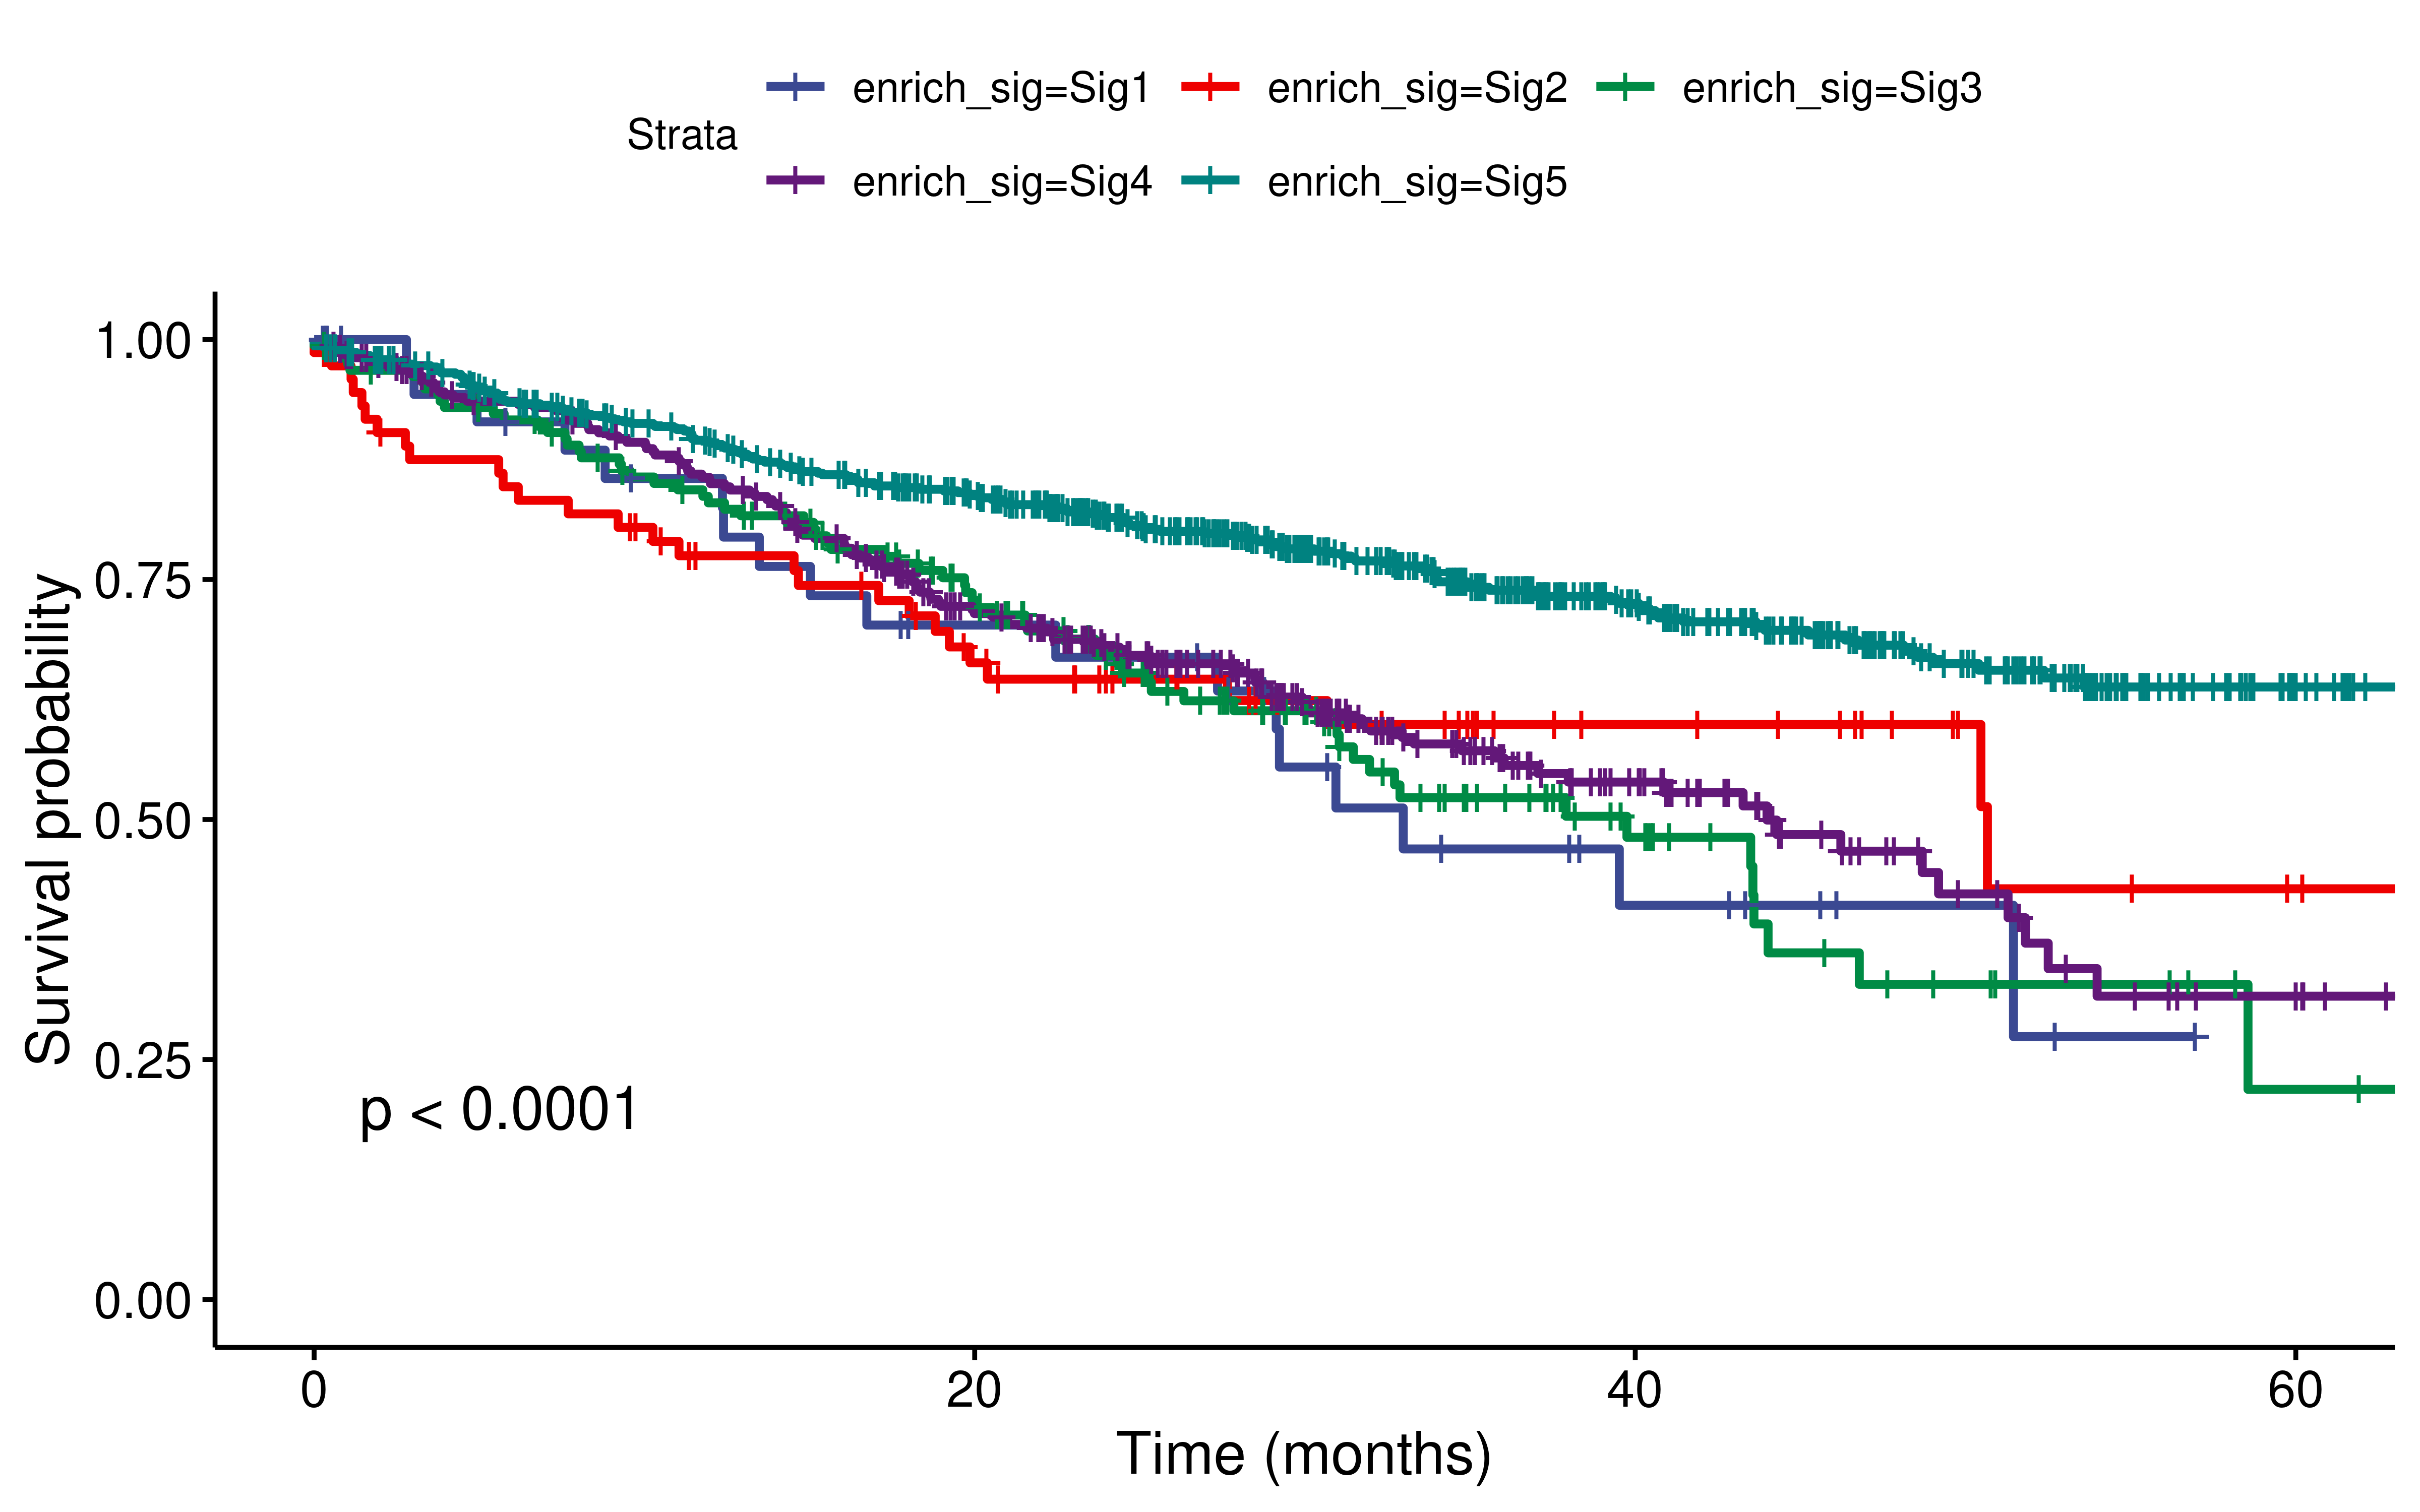 Strata
enrich_sig=Sig1 enrich_sig=Sig2 enrich_sig=Sig3
enrich_sig=Sig4 enrich_sig=Sig5
Survival probability
1.00
0.75
0.50
0.25
0.00
p < 0.0001
0 20 40 60
Time (months)